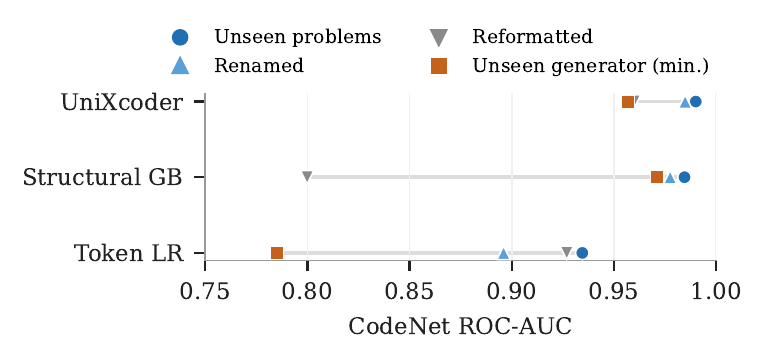 Unseen problems
Reformatted
Renamed
Unseen generator (min.)
UniXcoder
Structural GB
Token LR
0.75 0.80 0.85 0.90 0.95 1.00
CodeNet ROC-AUC